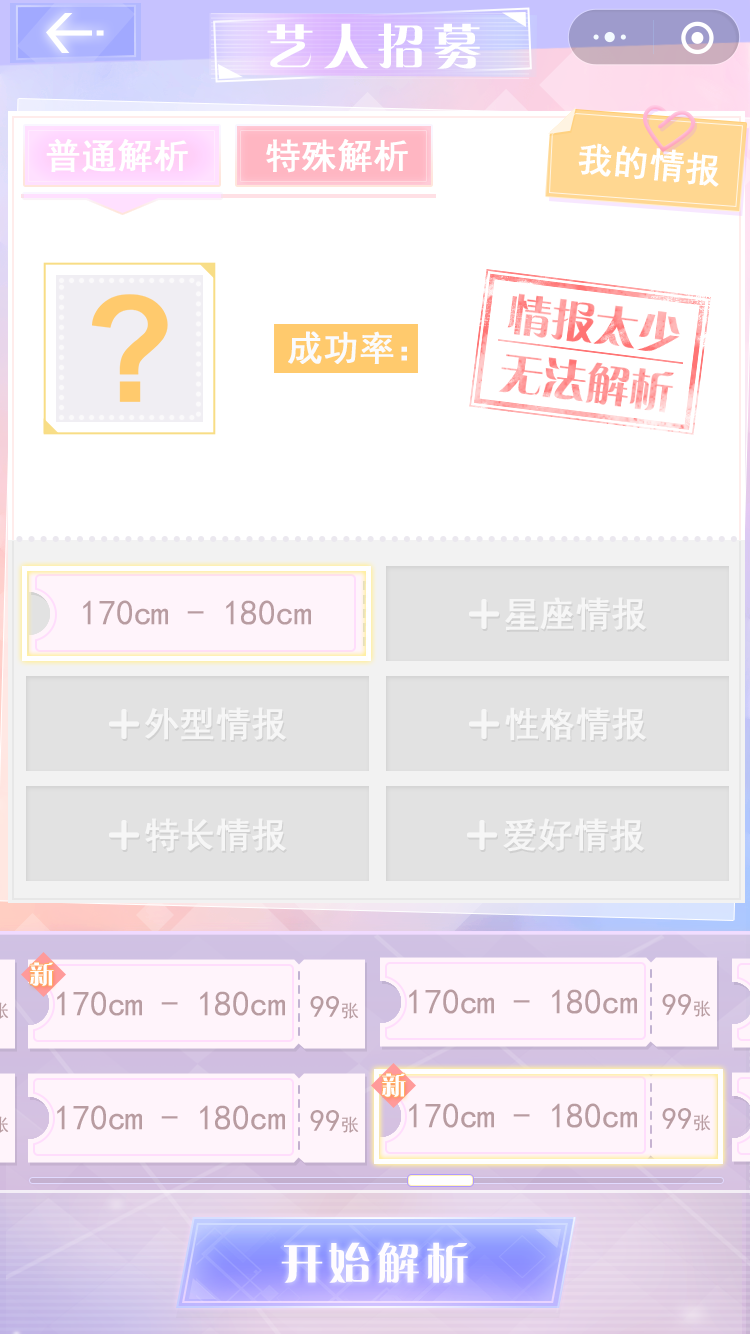 艺人招募
普通解析
特殊解析
我的情报
?
成功率:
情报太少
无法解析
170cm - 180cm
+星座情报
+外型情报
+性格情报
+特长情报
+爱好情报
张
新
170cm - 180cm
99张
170cm - 180cm
99张
张
170cm - 180cm
99张
新
170cm - 180cm
99张
开始解析